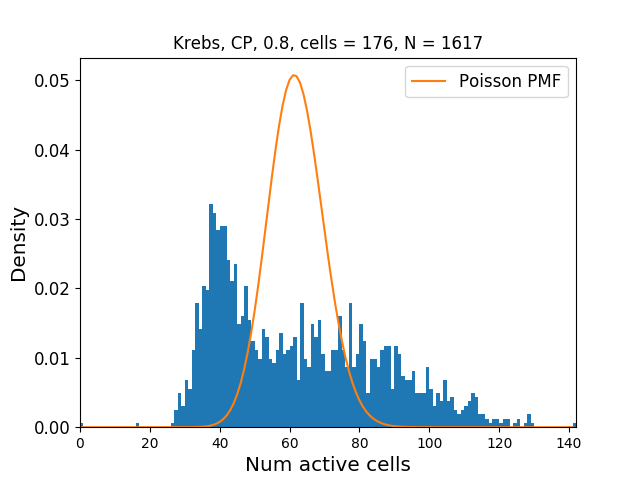 Krebs, CP, 0.8, cells = 176, N = 1617
Poisson PMF
Density
0.05
0.04
0.03
0.02
0.01
0.00
0 20 40 60 80 100 120 140
Num active cells